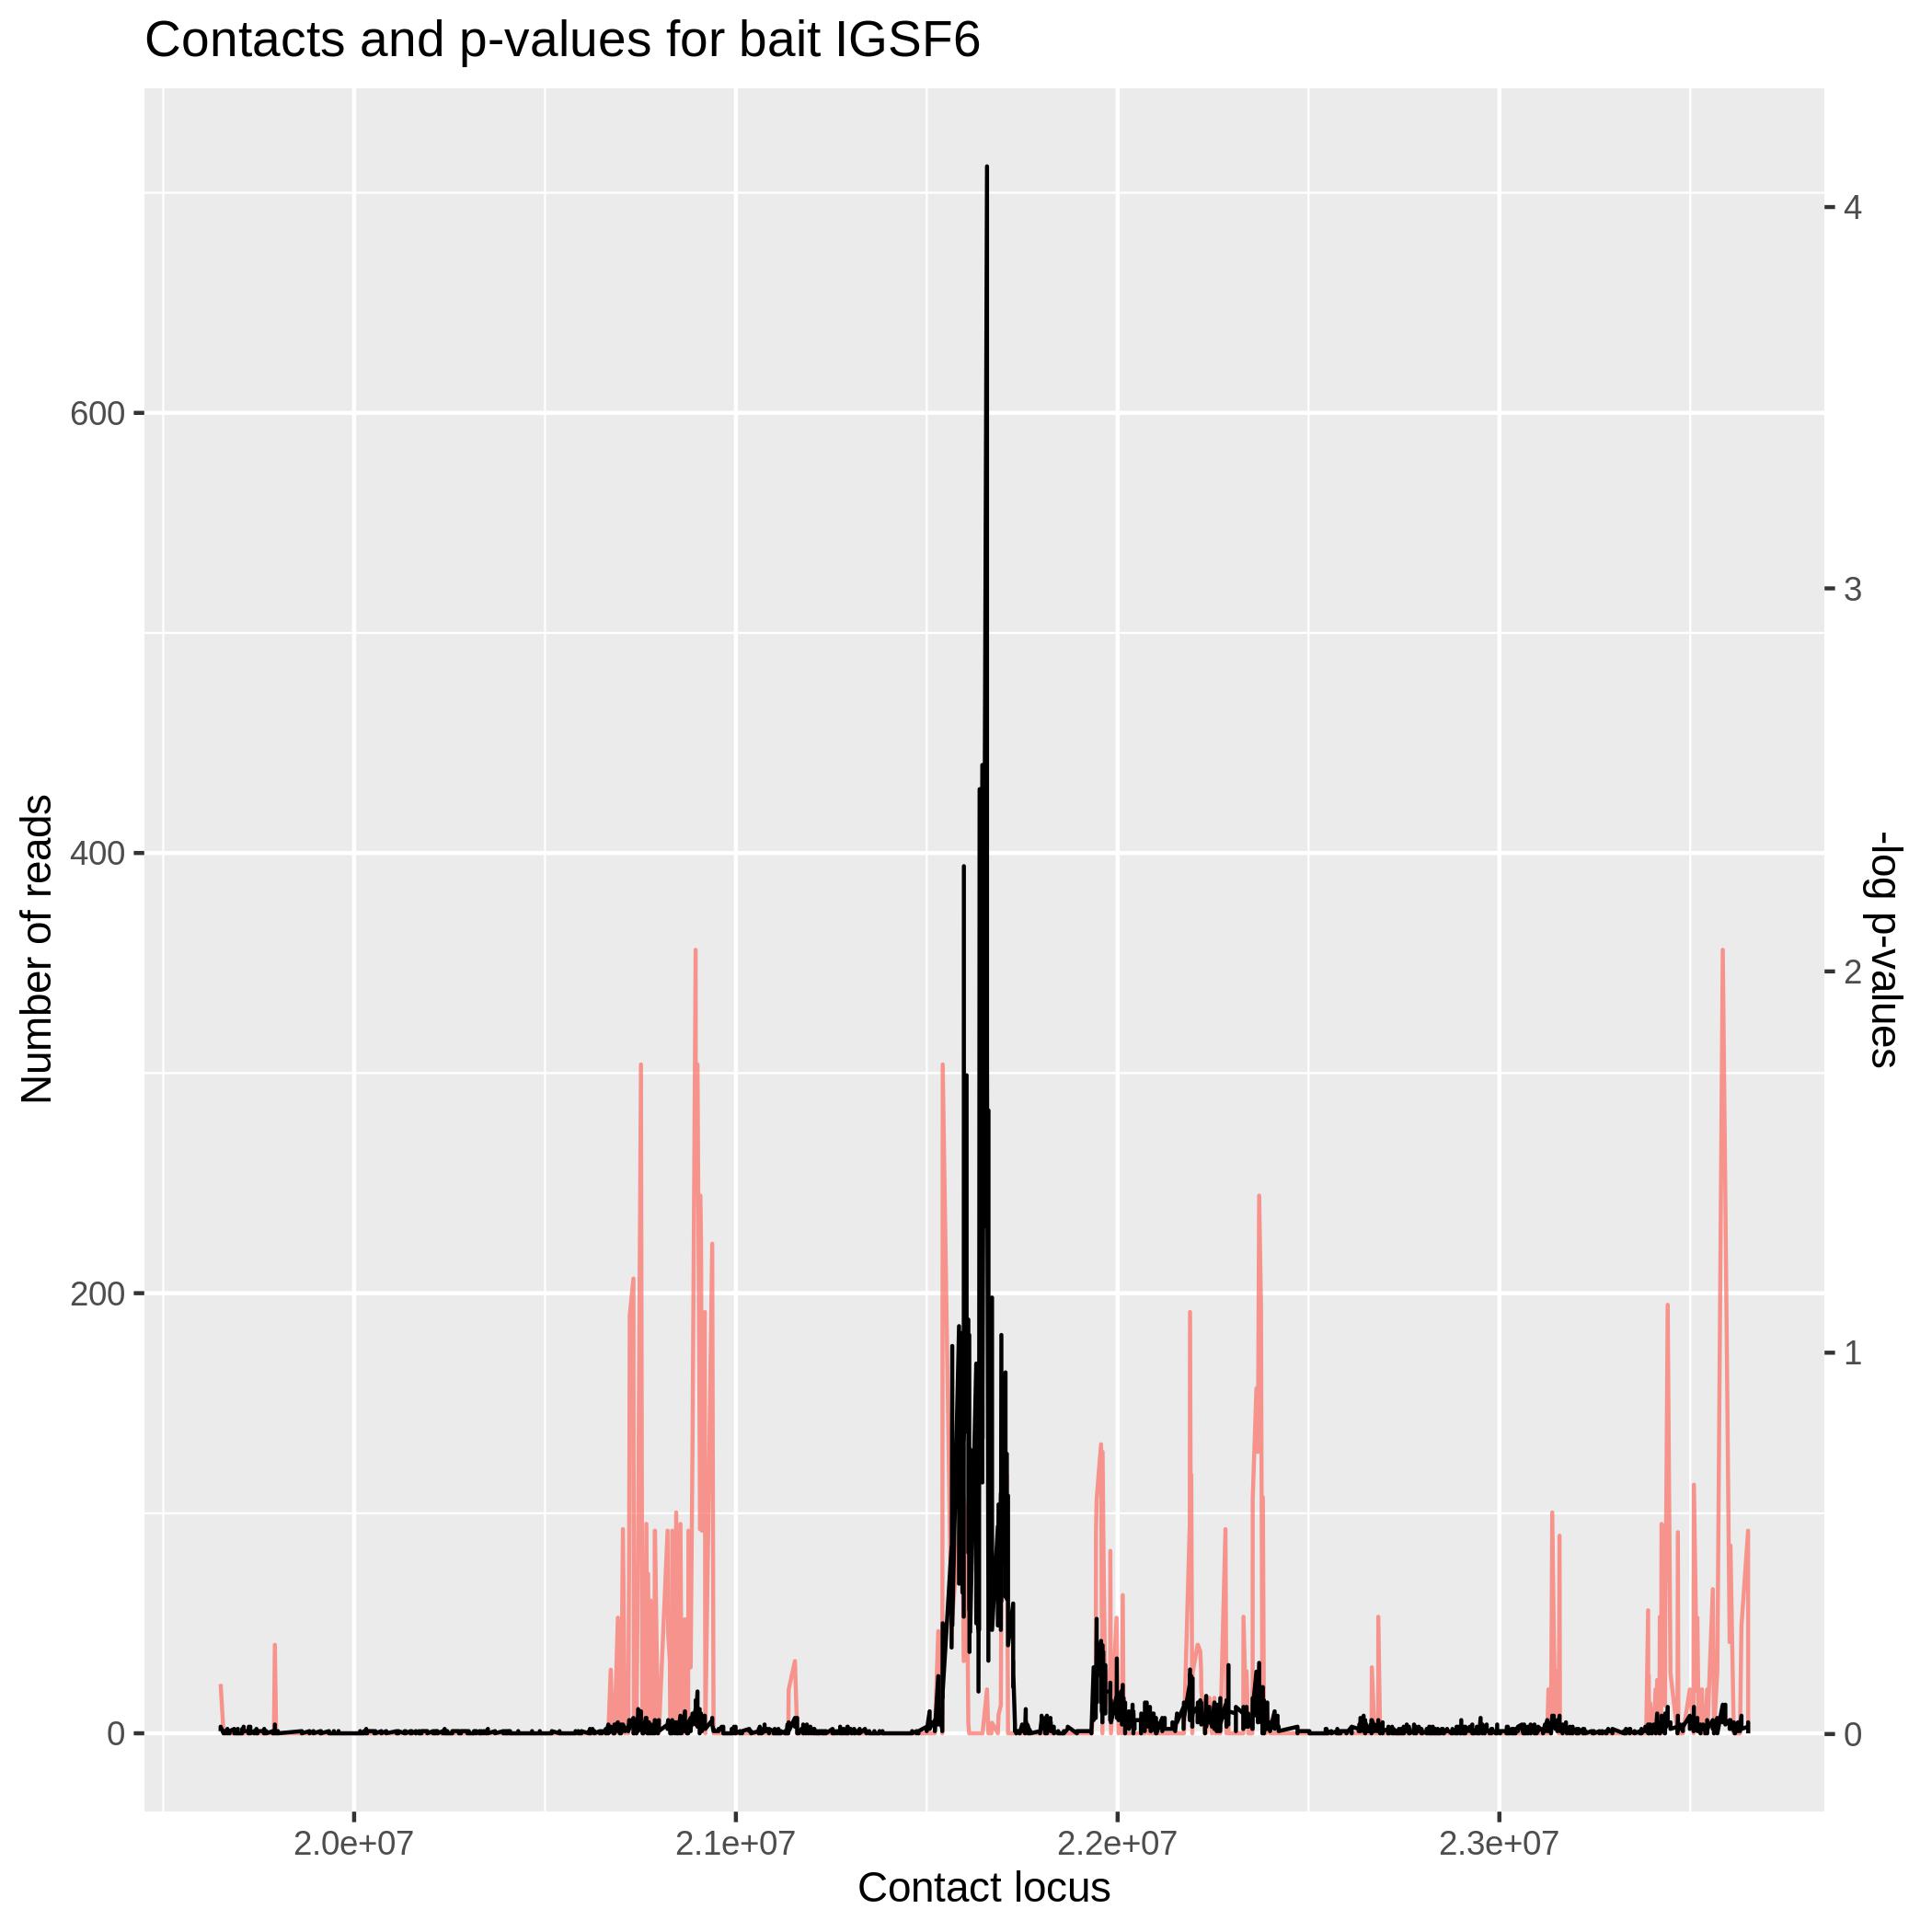 Contacts and p-values for bait IGSF6
4
600
3
400
2
200
1
0
0
Number of reads
-log p-values
2.0e+07
2.1e+07
2.2e+07
2.3e+07
Contact locus